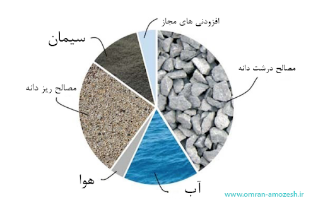 افزودنی های مجاز
سیمان
مصالح درشت دانه
مصالح ریز دانه
هوا
آب
www.omran-amozesh.ir